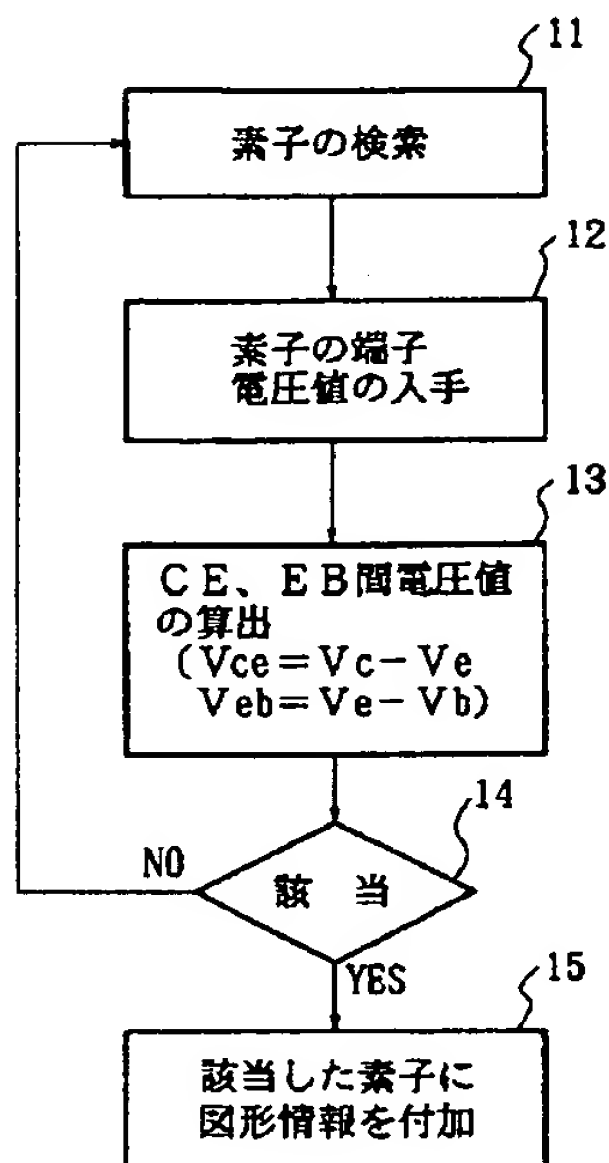 11
素子の検索
12
素子の端子
電圧値の入手
13
CE、EB間電圧値
の算出
(Vce=Vc-Ve
Veb=Ve-Vb)
14
NO
該 当
YES
15
該当した素子に
図形情報を付加